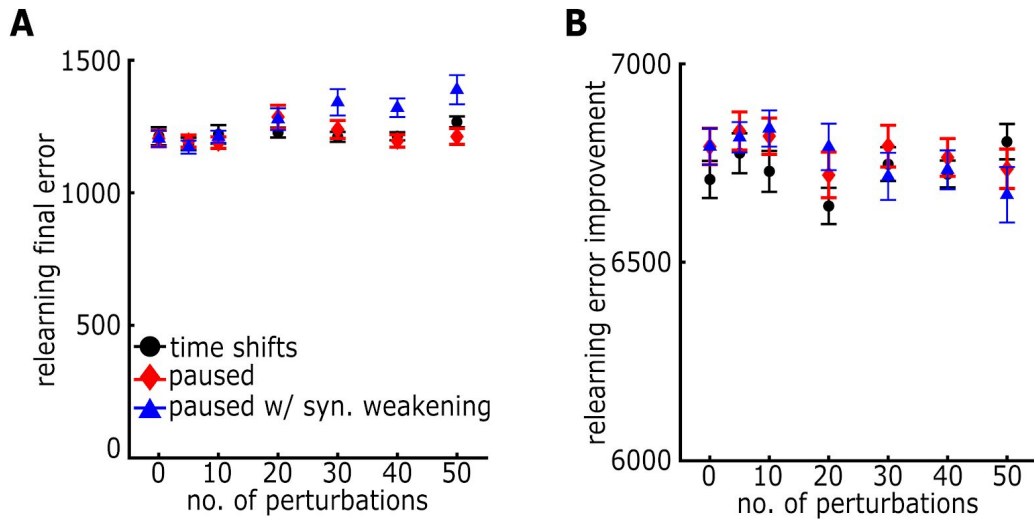 A
relearning final error
1500
1000
500
0
time shifts
paused
paused w/ syn. weakening
0 10 20 30 40 50
no. of perturbations
B
relearning error improvement
7000
6500
6000
0 10 20 30 40 50
no. of perturbations